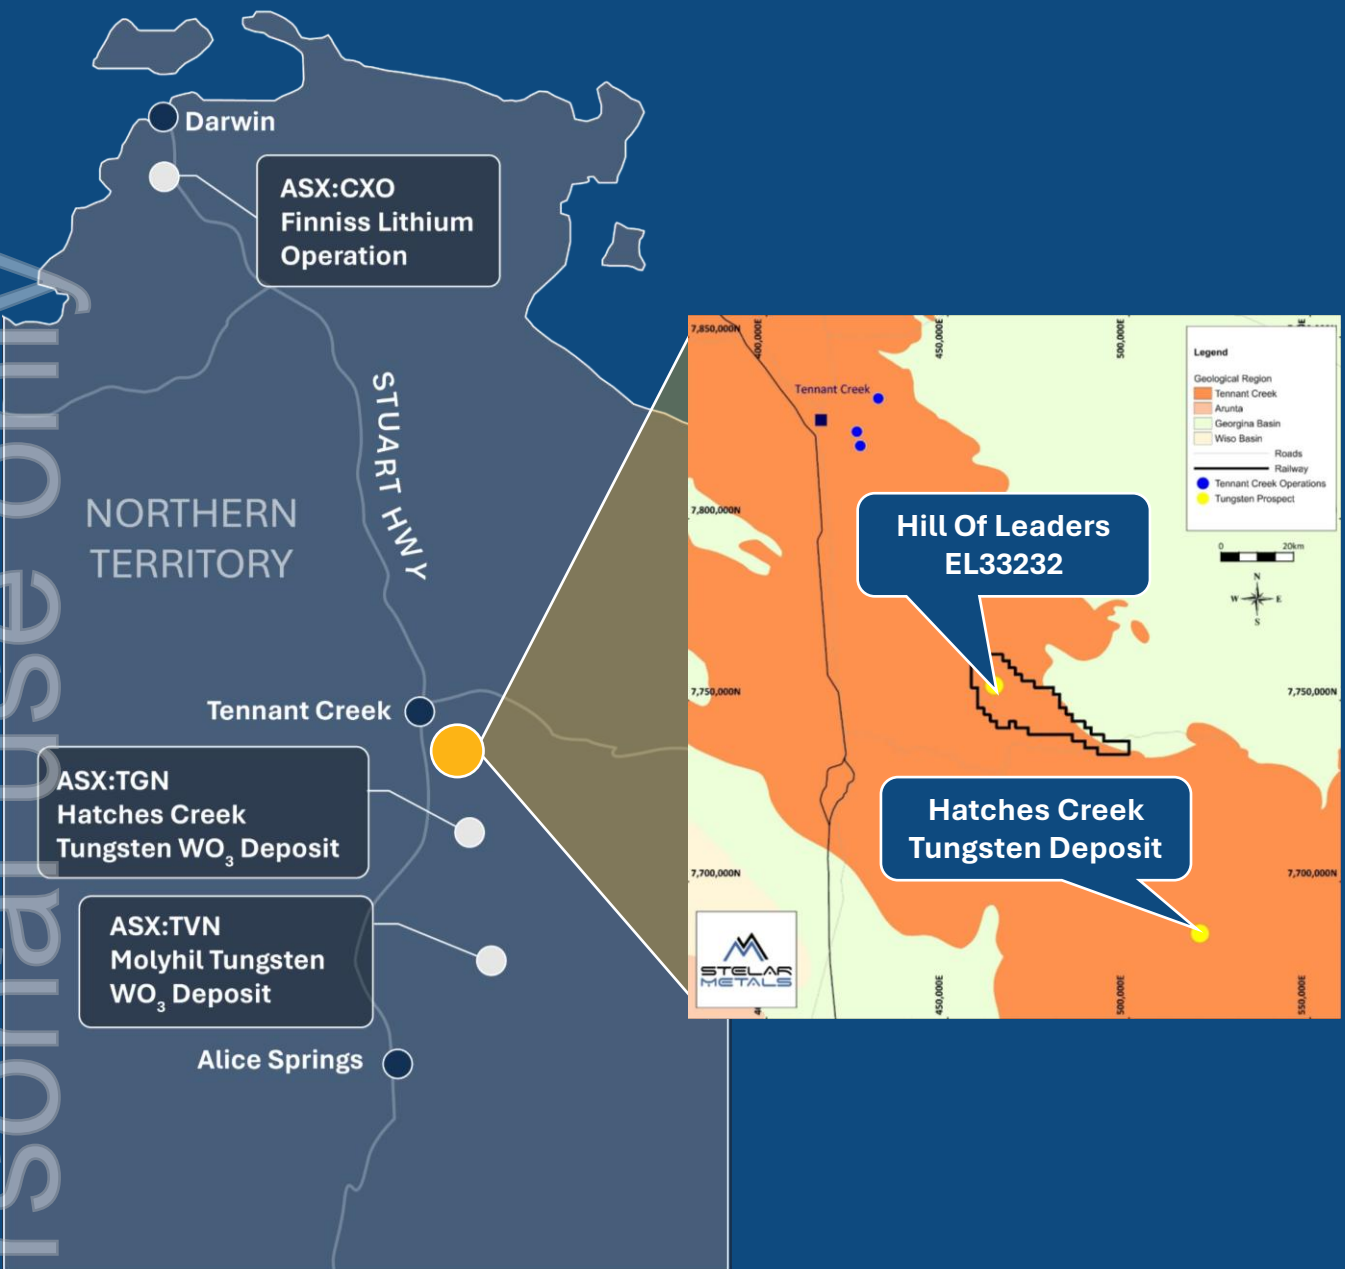 Darwin
ASX:CXO
Finniss Lithium
Operation
STUART HWY
NORTHERN
TERRITORY
Tennant Creek
ASX:TGN
Hatches Creek
Tungsten WO₃ Deposit
ASX:TVN
Molyhil Tungsten
WO₃ Deposit
Alice Springs
rsonal use only
7,850,000N
400,000E
450,000E
500,000E
Tennant Creek
Legend
Geological Region
Tennant Creek
Arunta
Georgina Basin
Wiso Basin
Roads
Railway
Tennant Creek Operations
Tungsten Prospect
0 20km
N
W E
S
7,800,000N
Hill Of Leaders
EL33232
7,750,000N
7,750,000N
Hatches Creek
Tungsten Deposit
7,700,000N
7,700,000N
STELAR
METALS
450,000E
500,000E
550,000E